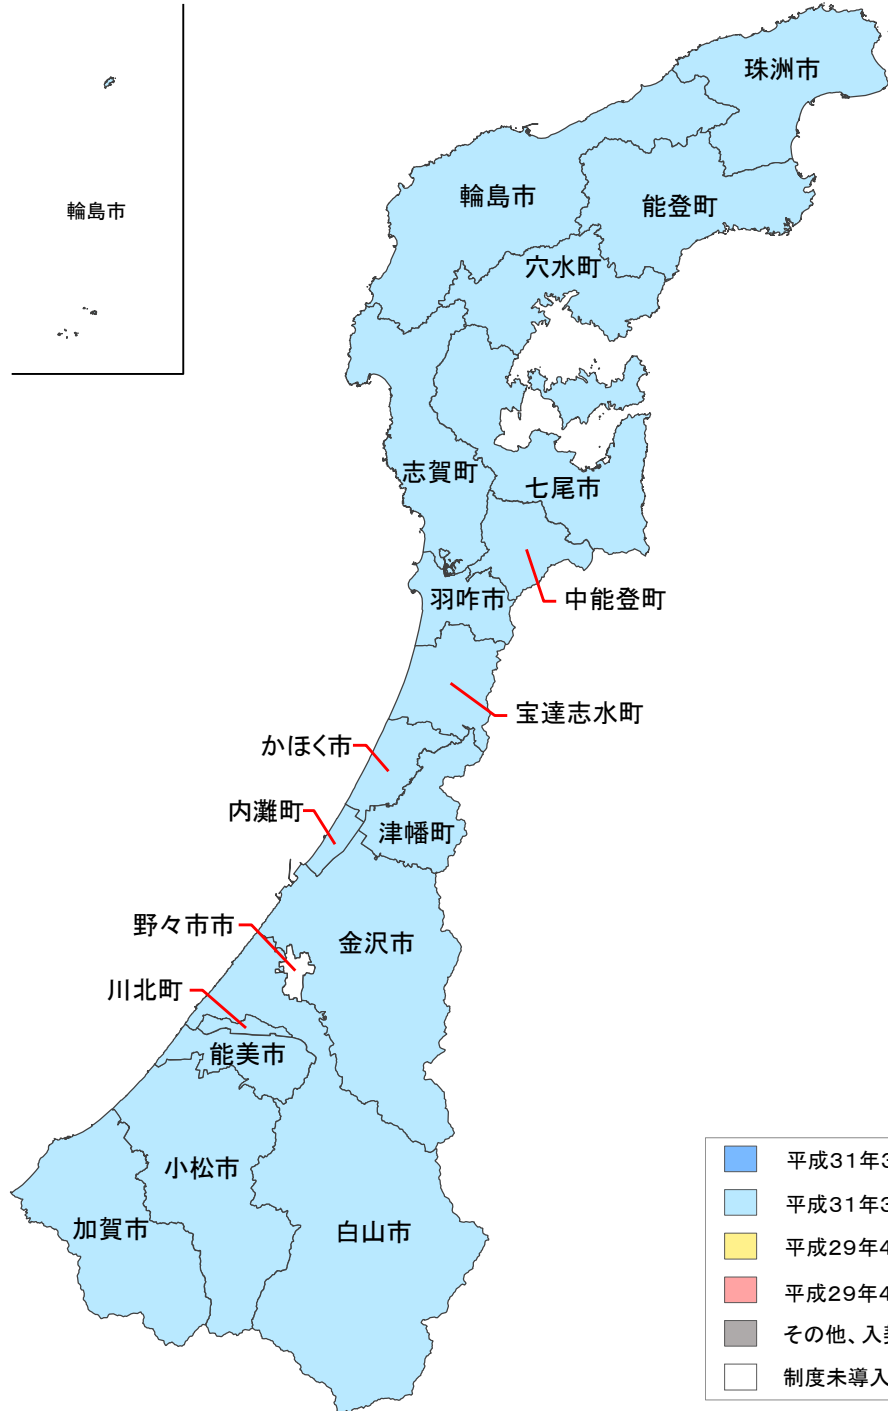 珠洲市
輪島市
輪島市
能登町
穴水町
志賀町
七尾市
羽咋市
中能登町
宝達志水町
かほく市
内灘町
津幡町
野々市市
金沢市
川北町
能美市
小松市
加賀市
白山市
平成31年3
平成31年3
平成29年4
平成29年4
その他、入
制度未導入